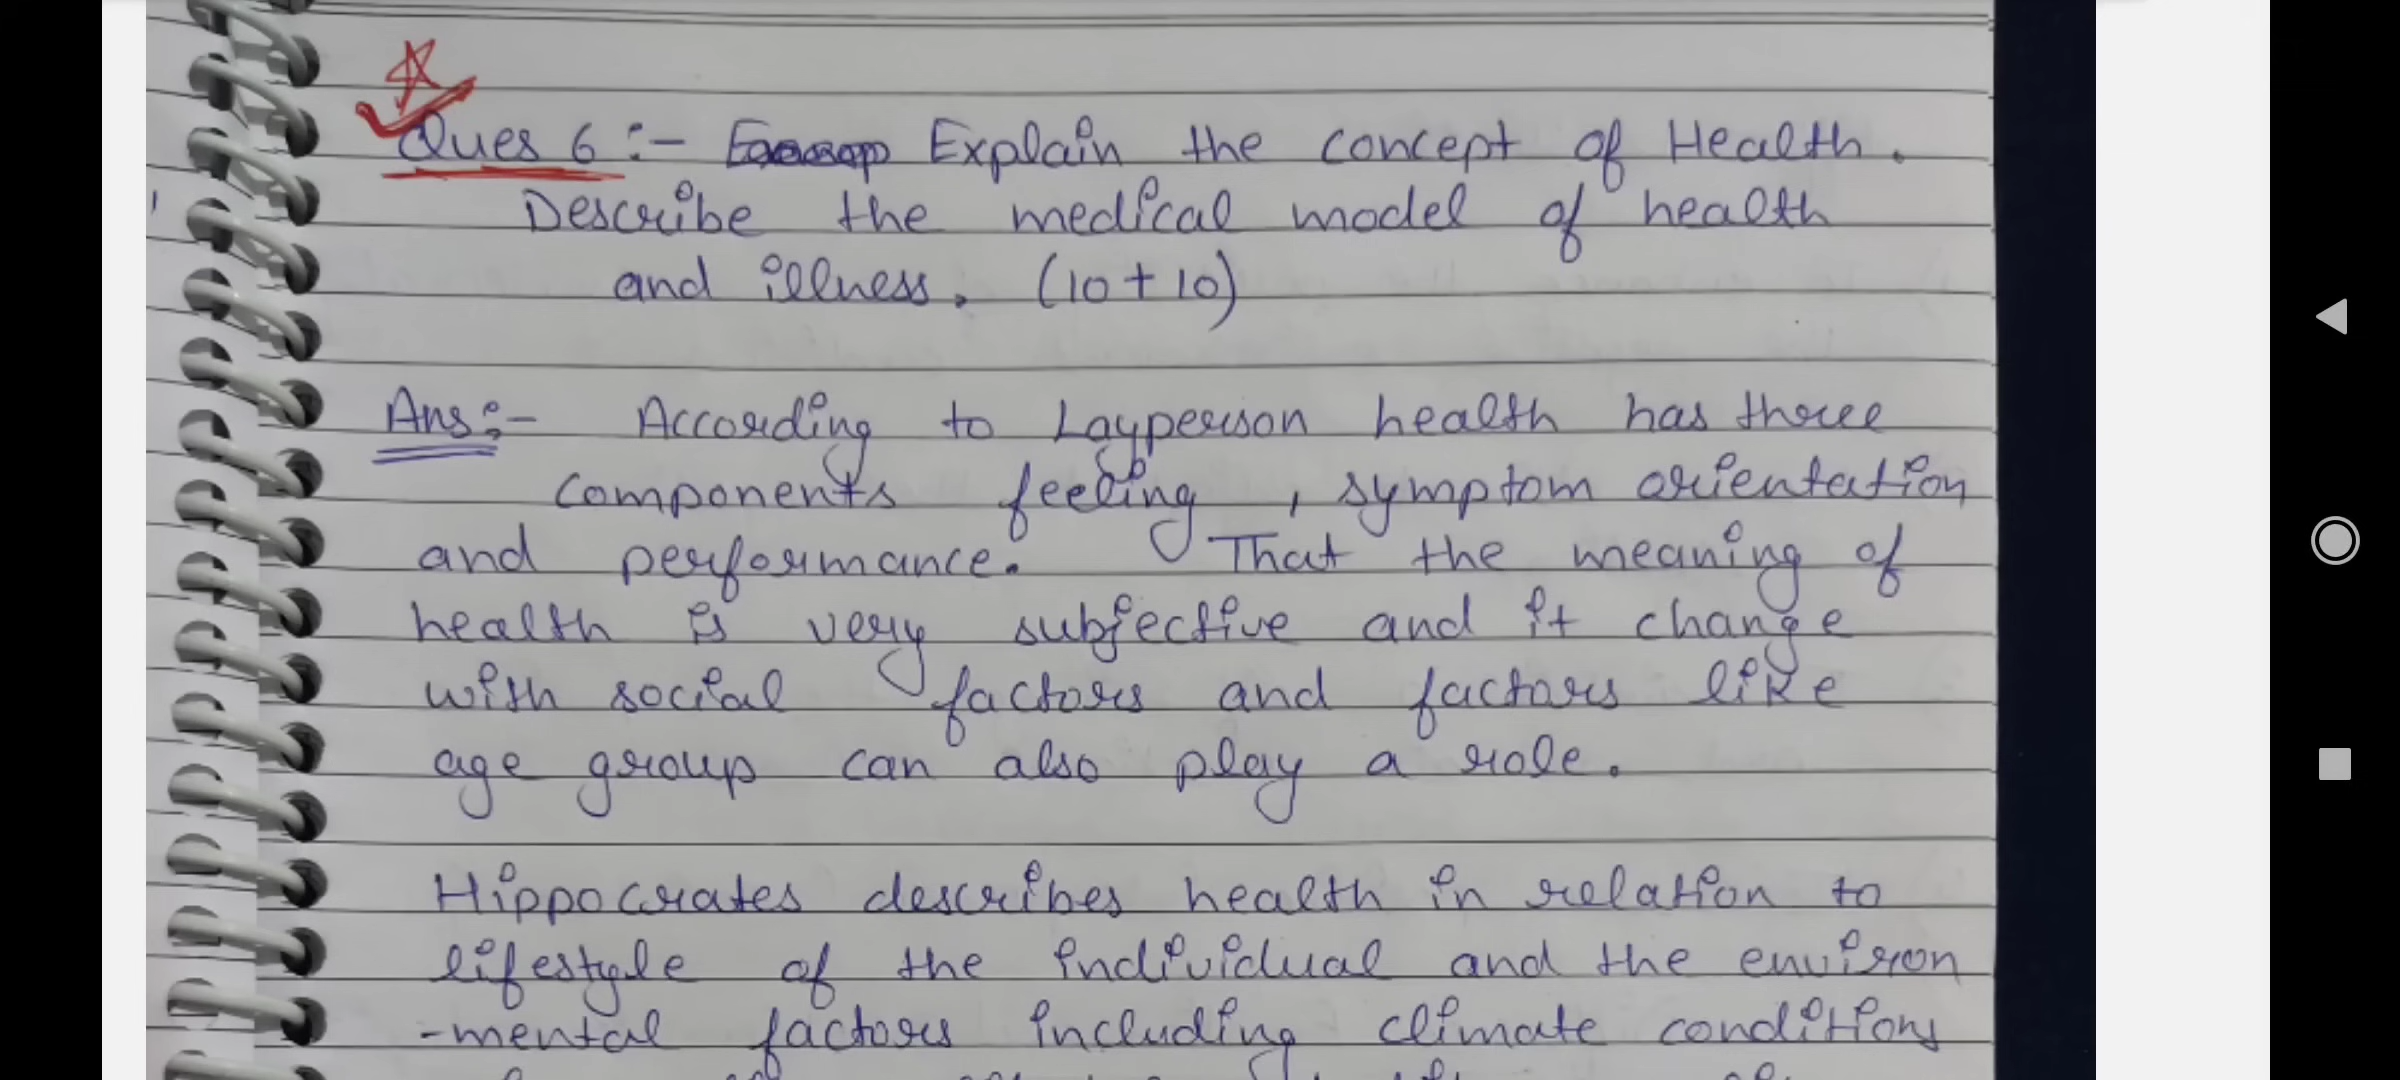 Ques 6 :- Explain the concept of Health.
Describe the medical model of health
and illness. (10+10)
Ans:- According to Layperson health has three
components feeling, symptom orientation
and performance. That the meaning of
health is very subjective and it change
with social factors and factors like
age group can also play a role.
Hippocrates describes health in relation to
lifestyle of the individual and the environ
-mental factors including climate conditions